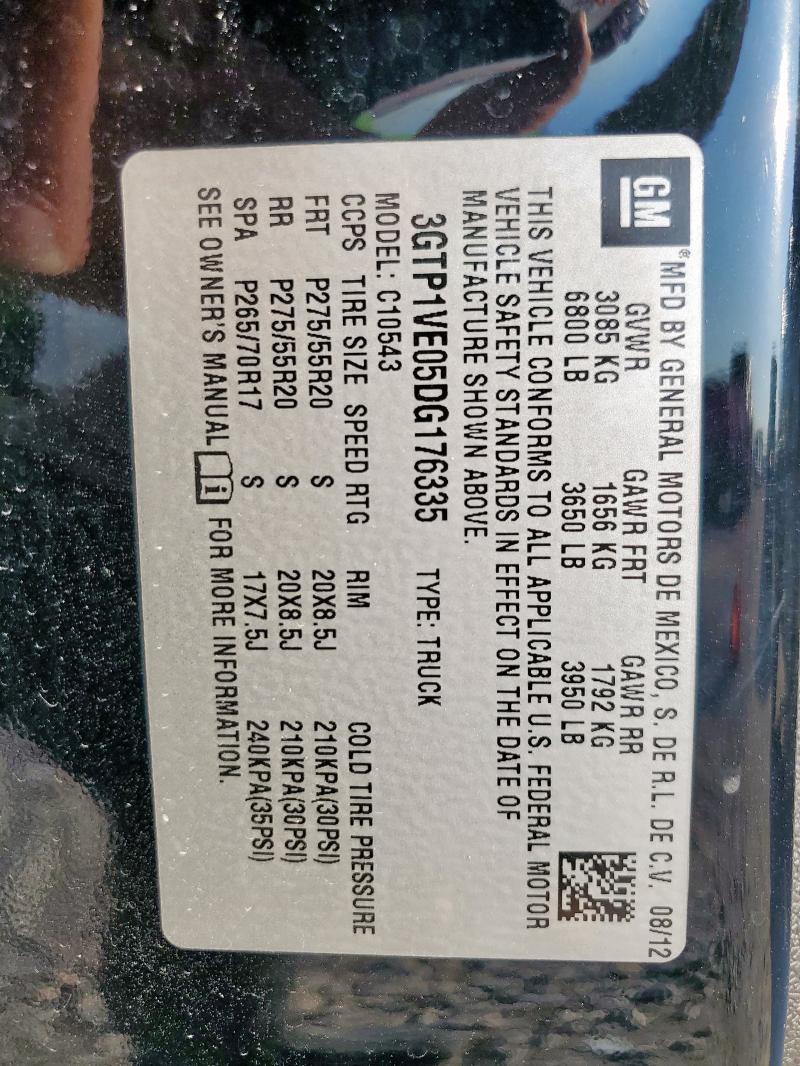 GM
® MFD BY GENERAL MOTORS DE MEXICO, S. DE R.L. DE C.V. 08/12
GVWR GAWR FRT GAWR RR
3085 KG 1656 KG 1792 KG
6800 LB 3650 LB 3950 LB
THIS VEHICLE CONFORMS TO ALL APPLICABLE U.S. FEDERAL MOTOR
VEHICLE SAFETY STANDARDS IN EFFECT ON THE DATE OF
MANUFACTURE SHOWN ABOVE.
3GTP1VE05DG176335 TYPE: TRUCK
MODEL: C10543
CCPS TIRE SIZE SPEED RTG RIM COLD TIRE PRESSURE
FRT P275/55R20 S 20X8.5J 210KPA(30PSI)
RR P275/55R20 S 20X8.5J 210KPA(30PSI)
SPA P265/70R17 S 17X7.5J 240KPA(35PSI)
SEE OWNER'S MANUAL i FOR MORE INFORMATION.